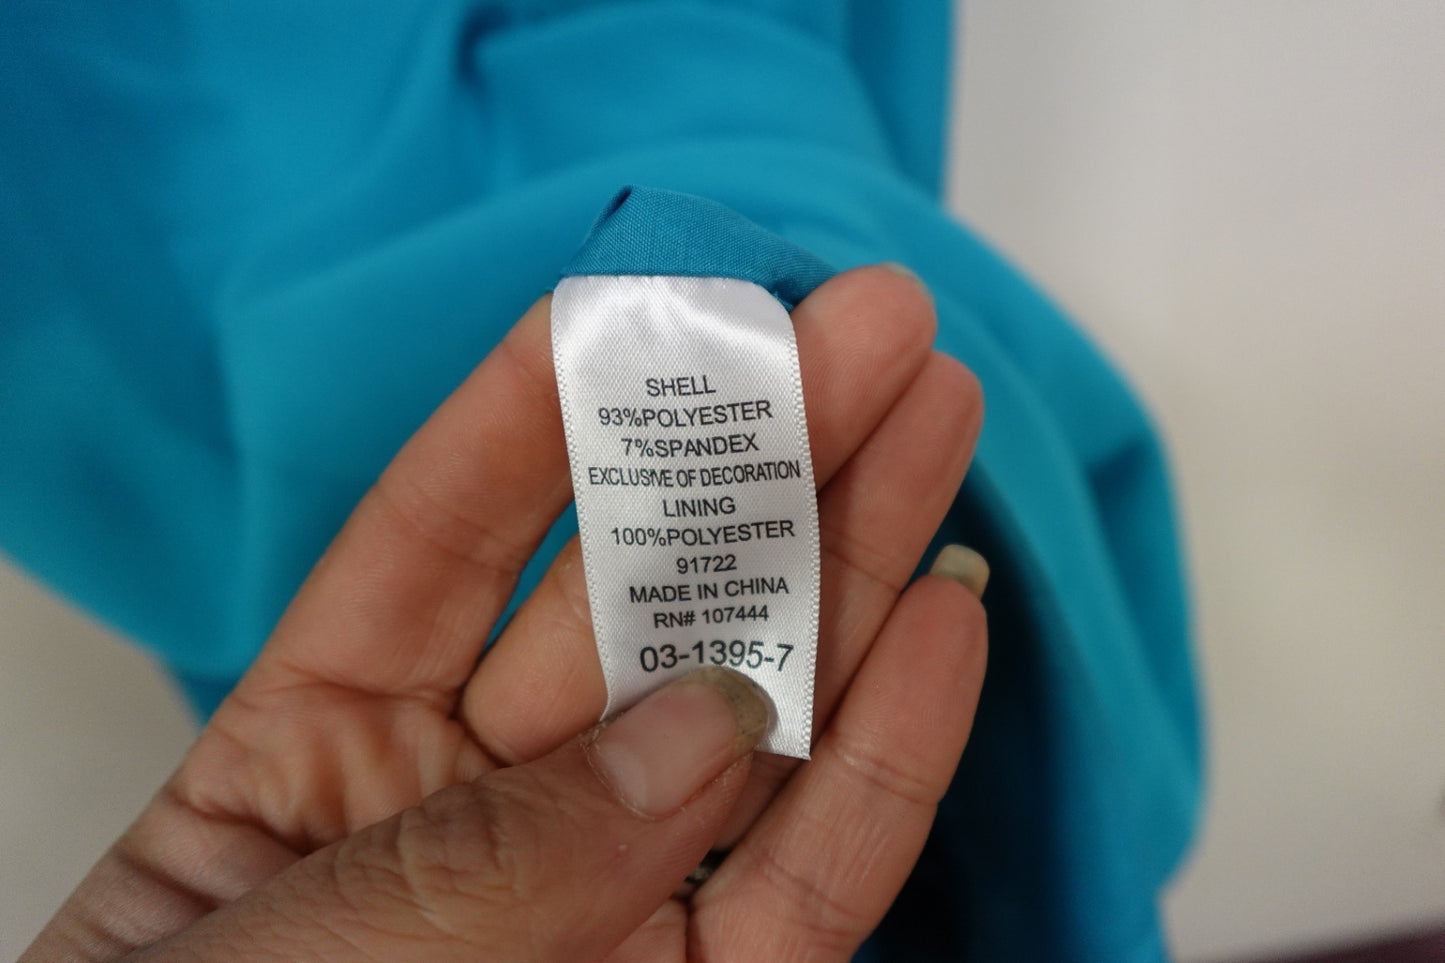 SHELL
93%POLYESTER
7%SPANDEX
EXCLUSIVE OF DECORATION
LINING
100%POLYESTER
91722
MADE IN CHINA
RN# 107444
03-1395-7